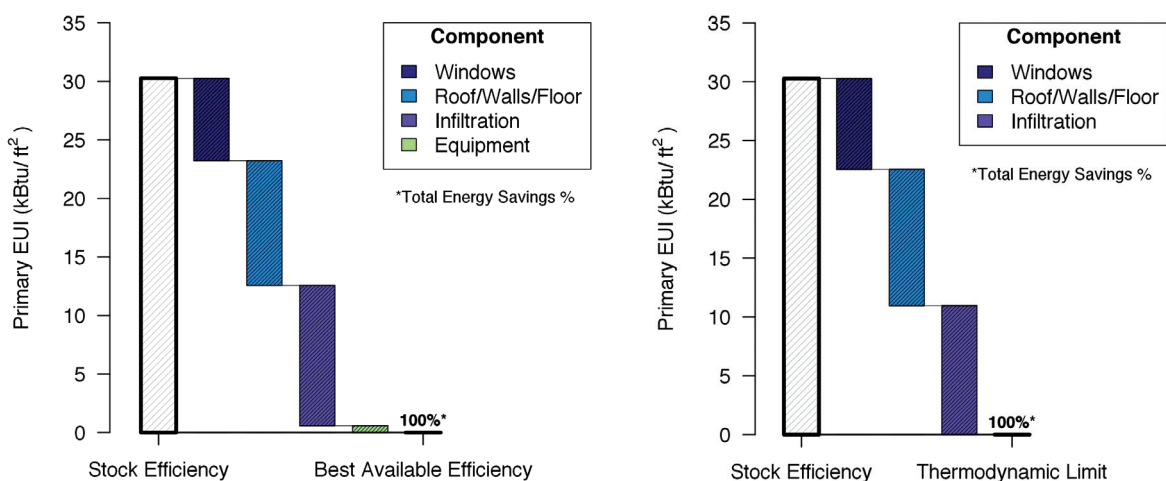 35
30
25
20
15
10
5
0
Primary EUI (kBtu/ ft²)
Component
Windows
Roof/Walls/Floor
Infiltration
Equipment
*Total Energy Savings %
100%*
Stock Efficiency
Best Available Efficiency
35
30
25
20
15
10
5
0
Primary EUI (kBtu/ ft²)
Component
Windows
Roof/Walls/Floor
Infiltration
*Total Energy Savings %
100%*
Stock Efficiency
Thermodynamic Limit